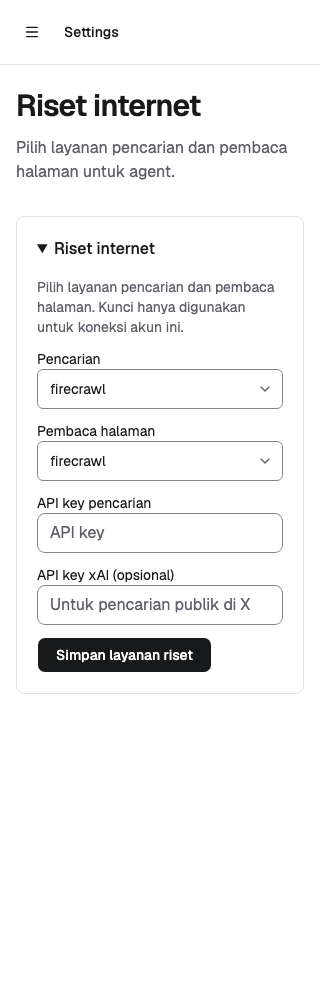 Settings
Riset internet
Pilih layanan pencarian dan pembaca
halaman untuk agent.
Riset internet
Pilih layanan pencarian dan pembaca
halaman. Kunci hanya digunakan
untuk koneksi akun ini.
Pencarian
firecrawl
Pembaca halaman
firecrawl
API key pencarian
API key
API key xAI (opsional)
Untuk pencarian publik di X
Simpan layanan riset